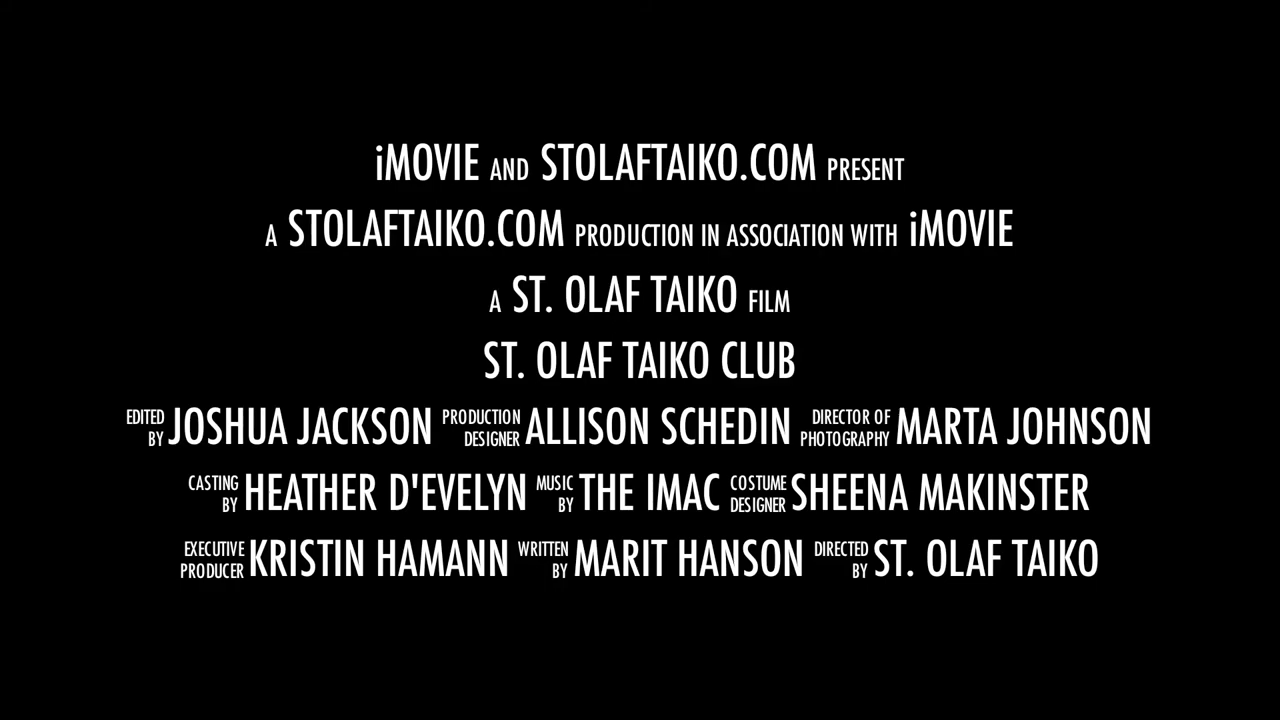 iMOVIE AND STOLAFTAIKO.COM PRESENT
A STOLAFTAIKO.COM PRODUCTION IN ASSOCIATION WITH iMOVIE
A ST. OLAF TAIKO FILM
ST. OLAF TAIKO CLUB
EDITED BY JOSHUA JACKSON PRODUCTION DESIGNER ALLISON SCHEDIN DIRECTOR OF PHOTOGRAPHY MARTA JOHNSON
CASTING BY HEATHER D'EVELYN MUSIC BY THE IMAC COSTUME DESIGNER SHEENA MAKINSTER
EXECUTIVE PRODUCER KRISTIN HAMANN WRITTEN BY MARIT HANSON DIRECTED BY ST. OLAF TAIKO